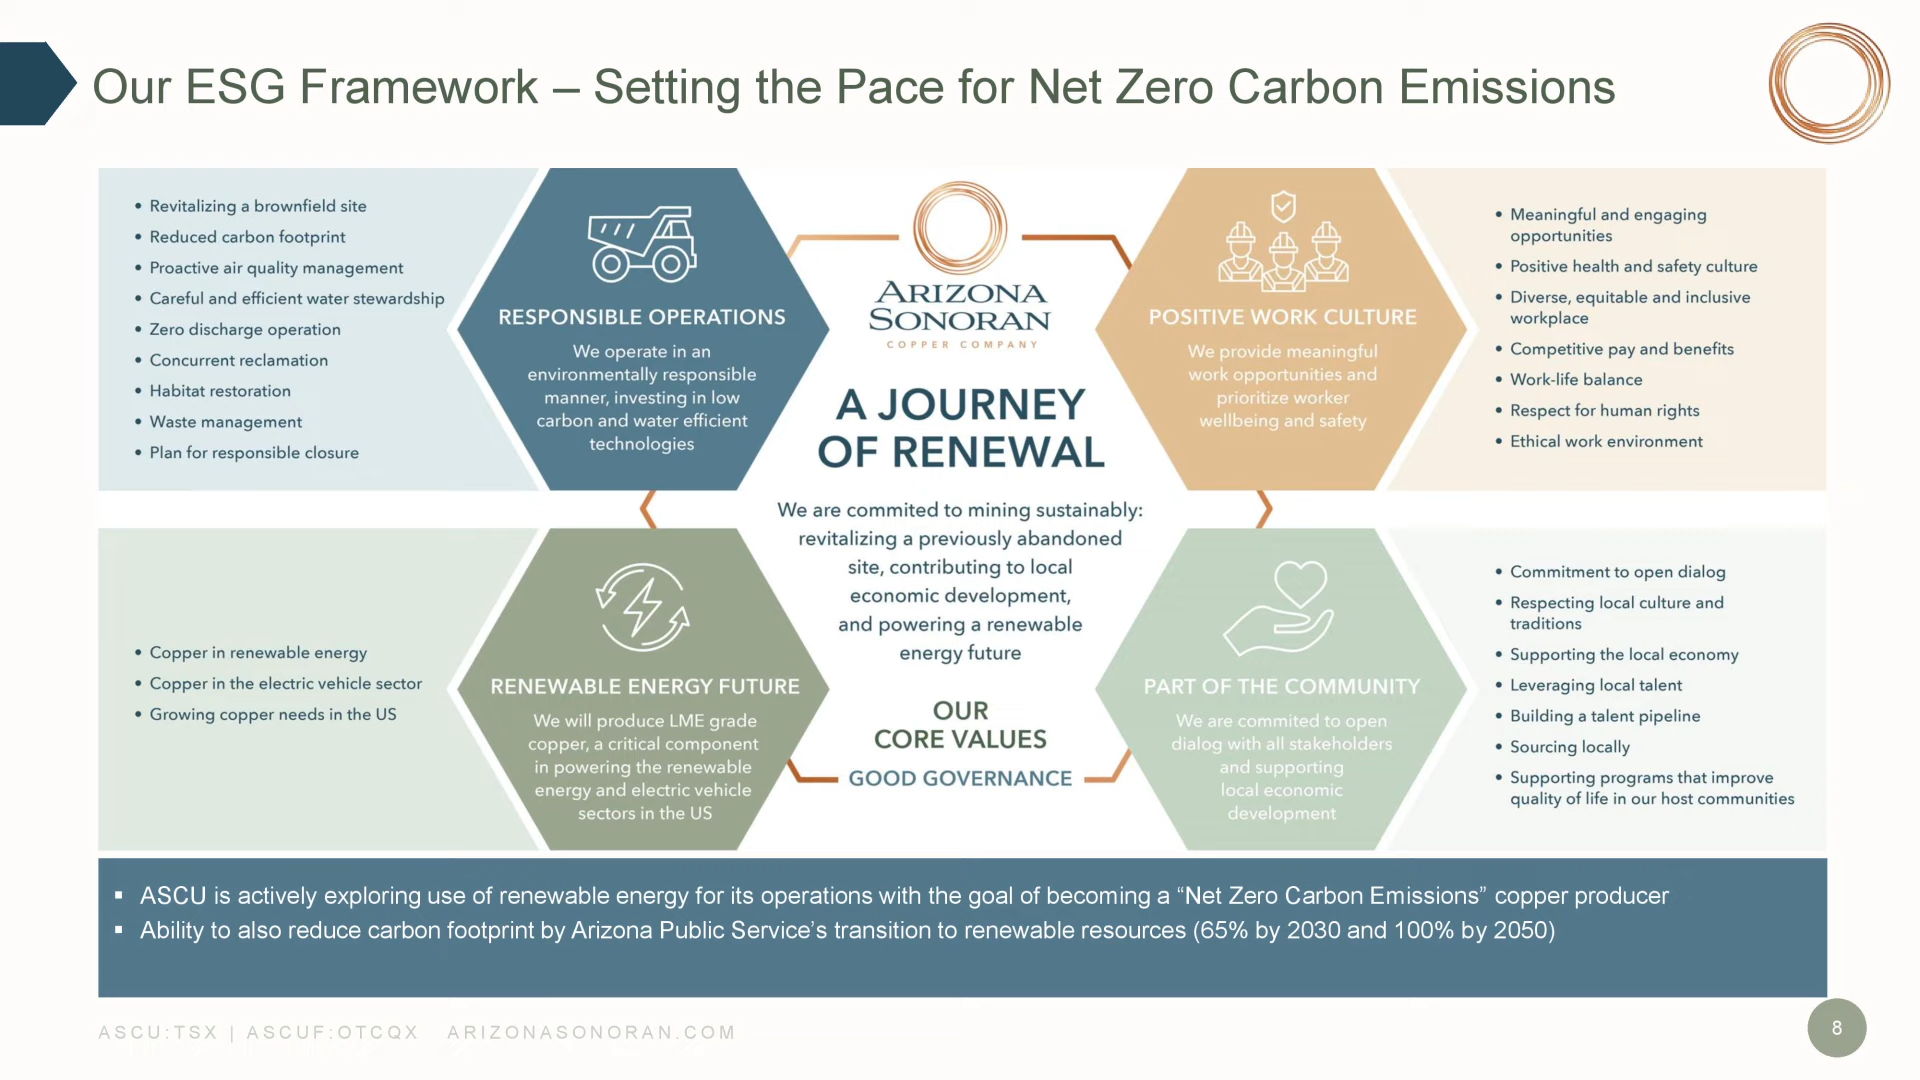 Our ESG Framework – Setting the Pace for Net Zero Carbon Emissions
• Revitalizing a brownfield site
• Reduced carbon footprint
• Proactive air quality management
• Careful and efficient water stewardship
• Zero discharge operation
• Concurrent reclamation
• Habitat restoration
• Waste management
• Plan for responsible closure
RESPONSIBLE OPERATIONS
We operate in an
environmentally responsible
manner, investing in low
carbon and water efficient
technologies
ARIZONA
SONORAN
COPPER COMPANY
A JOURNEY
OF RENEWAL
We are commited to mining sustainably:
revitalizing a previously abandoned
site, contributing to local
economic development,
and powering a renewable
energy future
OUR
CORE VALUES
GOOD GOVERNANCE
POSITIVE WORK CULTURE
We provide meaningful
work opportunities and
prioritize worker
wellbeing and safety
• Meaningful and engaging
opportunities
• Positive health and safety culture
• Diverse, equitable and inclusive
workplace
• Competitive pay and benefits
• Work-life balance
• Respect for human rights
• Ethical work environment
• Copper in renewable energy
• Copper in the electric vehicle sector
• Growing copper needs in the US
RENEWABLE ENERGY FUTURE
We will produce LME grade
copper, a critical component
in powering the renewable
energy and electric vehicle
sectors in the US
PART OF THE COMMUNITY
We are commited to open
dialog with all stakeholders
and supporting
local economic
development
• Commitment to open dialog
• Respecting local culture and
traditions
• Supporting the local economy
• Leveraging local talent
• Building a talent pipeline
• Sourcing locally
• Supporting programs that improve
quality of life in our host communities
▪ ASCU is actively exploring use of renewable energy for its operations with the goal of becoming a “Net Zero Carbon Emissions” copper producer
▪ Ability to also reduce carbon footprint by Arizona Public Service’s transition to renewable resources (65% by 2030 and 100% by 2050)
ASCU:TSX | ASCUF:OTCQX ARIZONASONORAN.COM
8